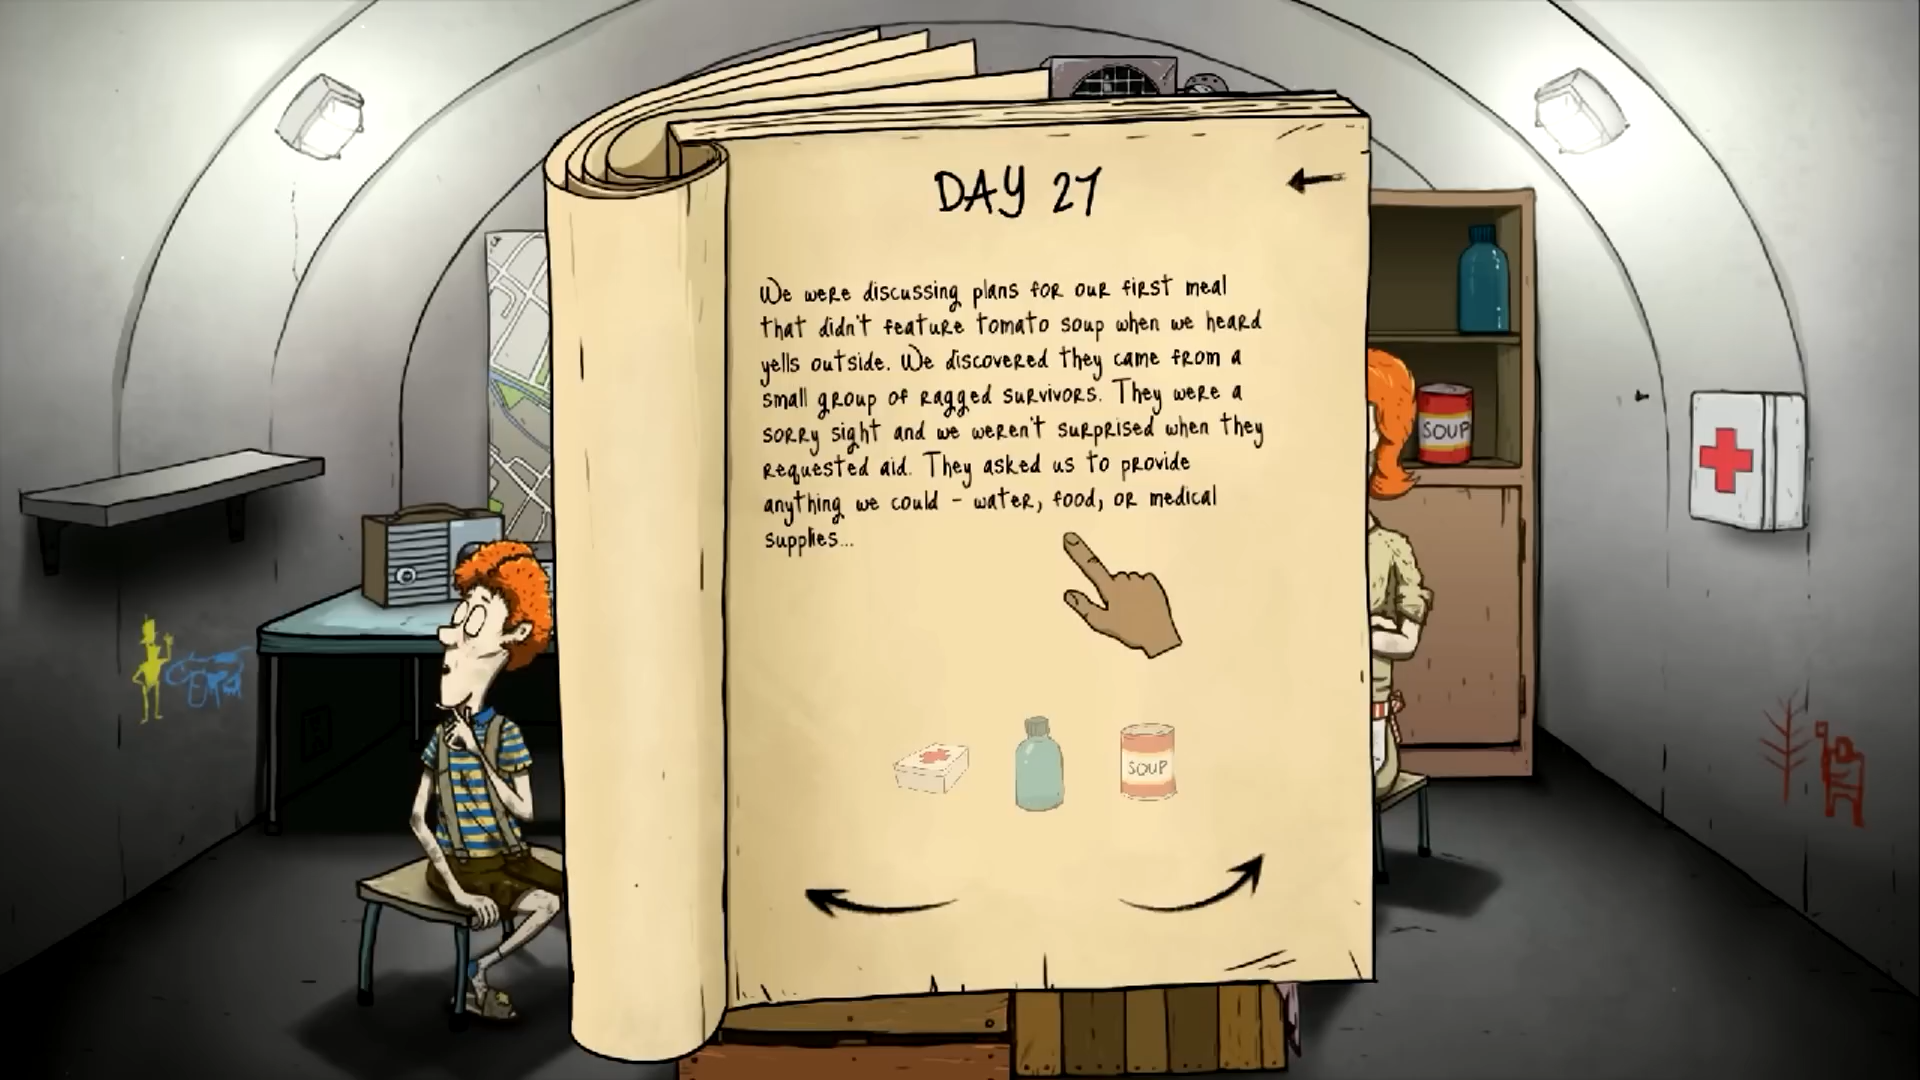 DAY 27
We were discussing plans for our first meal
that didn't feature tomato soup when we heard
yells outside. We discovered they came from a
small group of ragged survivors. They were a
sorry sight and we weren't surprised when they
requested aid. They asked us to provide
anything we could - water, food, or medical
supplies...
SOUP
SOUP